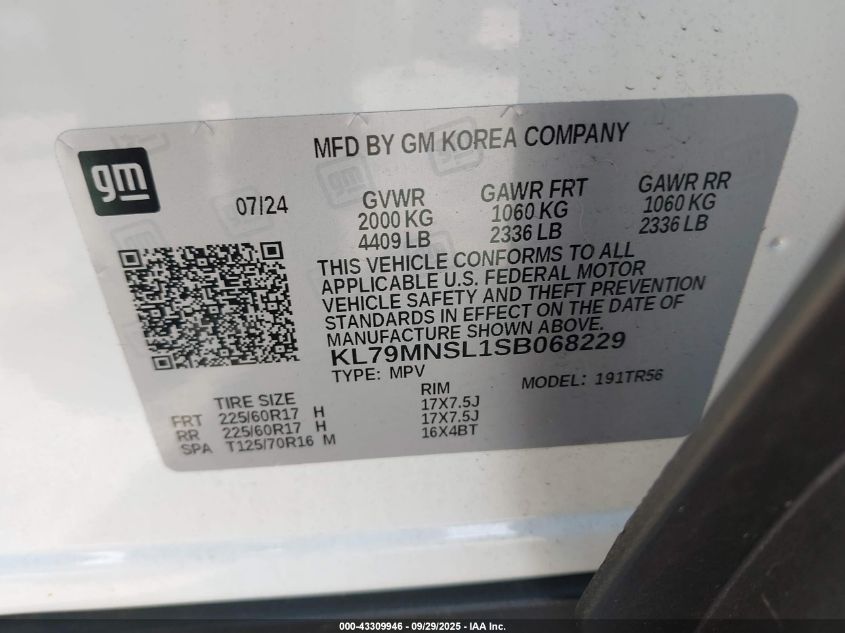 MFD BY GM KOREA COMPANY
gm
07/24
GVWR GAWR FRT GAWR RR
2000 KG 1060 KG 1060 KG
4409 LB 2336 LB 2336 LB
THIS VEHICLE CONFORMS TO ALL
APPLICABLE U.S. FEDERAL MOTOR
VEHICLE SAFETY AND THEFT PREVENTION
STANDARDS IN EFFECT ON THE DATE OF
MANUFACTURE SHOWN ABOVE.
KL79MNSL1SB068229
TYPE: MPV MODEL: 191TR56
TIRE SIZE RIM
FRT 225/60R17 H 17X7.5J
RR 225/60R17 H 17X7.5J
SPA T125/70R16 M 16X4BT
000-43309946 - 09/29/2025 - IAA Inc.